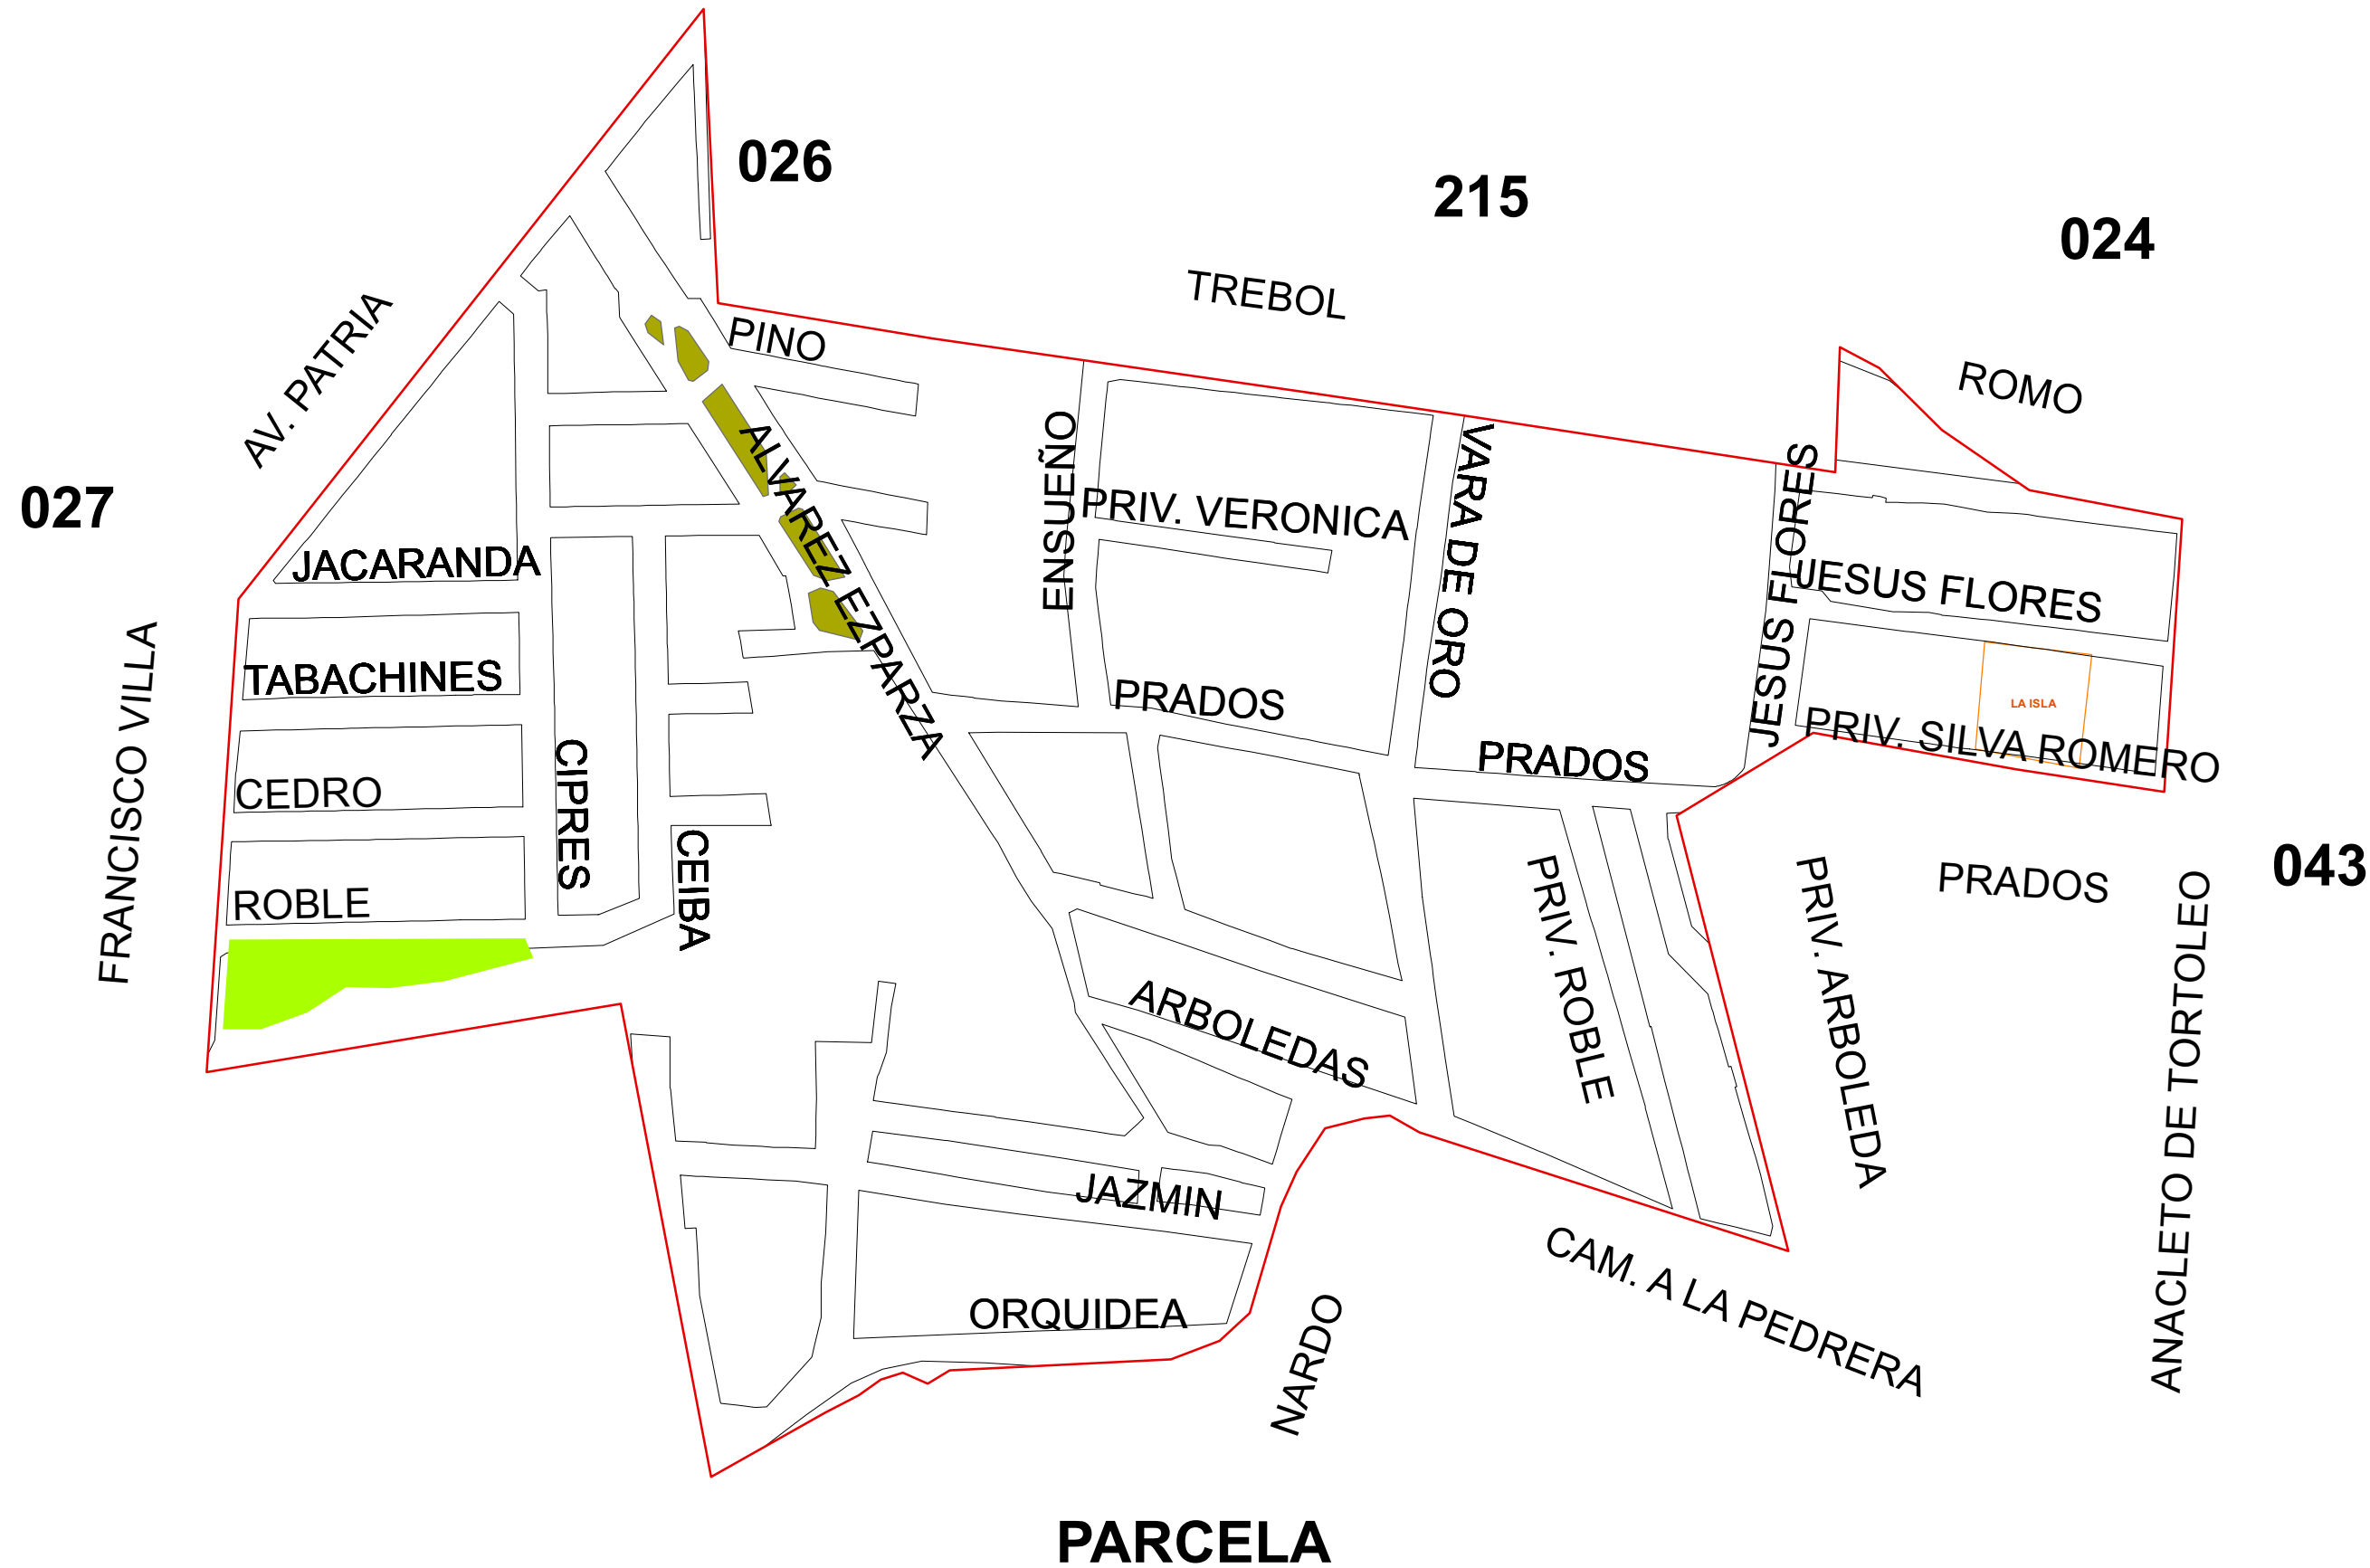 026
215
024
TREBOL
AV. PATRIA
PINO
ROMO
027
ALVAREZ EZPARZA
ENSUEÑO
PRIV. VERONICA
VARA DE ORO
JESUS FLORES
JESUS FLORES
JACARANDA
TABACHINES
FRANCISCO VILLA
PRADOS
LA ISLA
PRIV. SILVA ROMERO
PRADOS
CEDRO
CIPRES
CEIBA
ROBLE
PRIV. ROBLE
PRIV. ARBOLEDA
PRADOS
043
ANACLETO DE TORTOLEO
ARBOLEDAS
JAZMIN
ORQUIDEA
NARDO
CAM. A LA PEDRERA
PARCELA